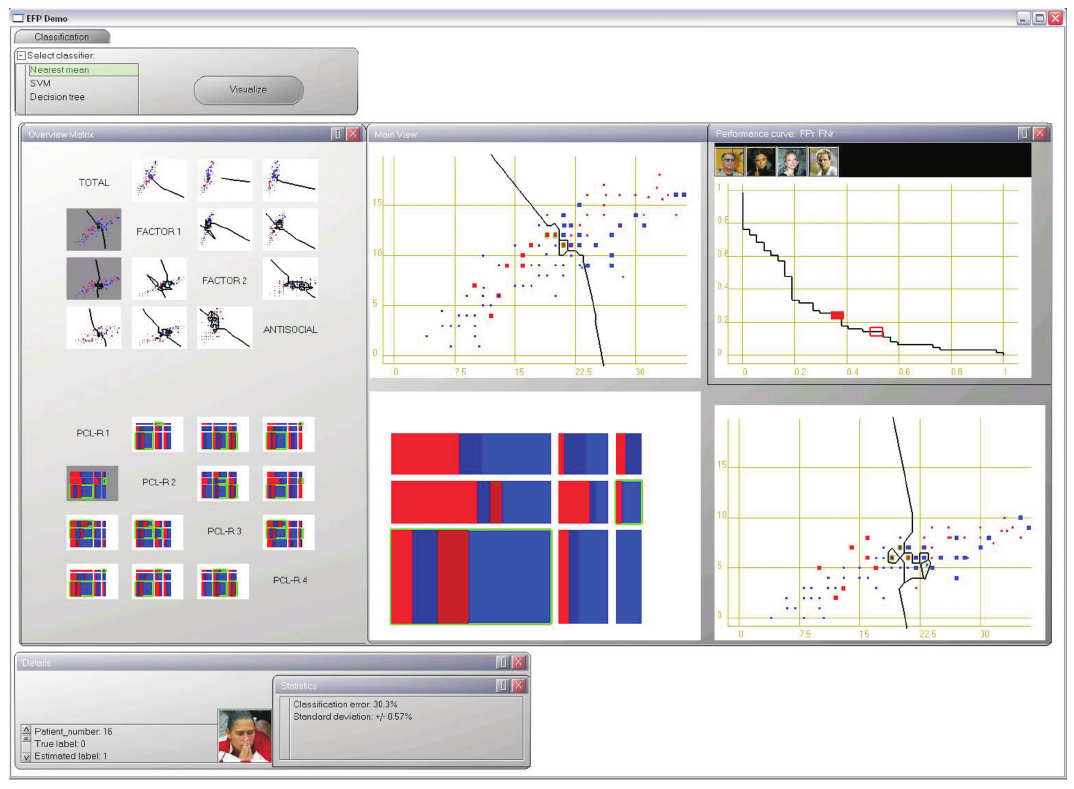 EFP Demo
Classification
Select classifier:
Nearest mean
SVM
Decision tree
Visualize
Overview Matrix
Main View
Performance curve: FPr FNr
TOTAL
FACTOR 1
FACTOR 2
ANTISOCIAL
PCL-R 1
PCL-R 2
PCL-R 3
PCL-R 4
15
10
5
0
0 7.5 15 22.5 30
1
0.8
0.6
0.4
0.2
0
0 0.2 0.4 0.6 0.8 1
15
10
5
0
0 7.5 15 22.5 30
Details
Patient_number: 16
True label: 0
Estimated label: 1
Statistics
Classification error: 30.3%
Standard deviation: +/- 0.57%